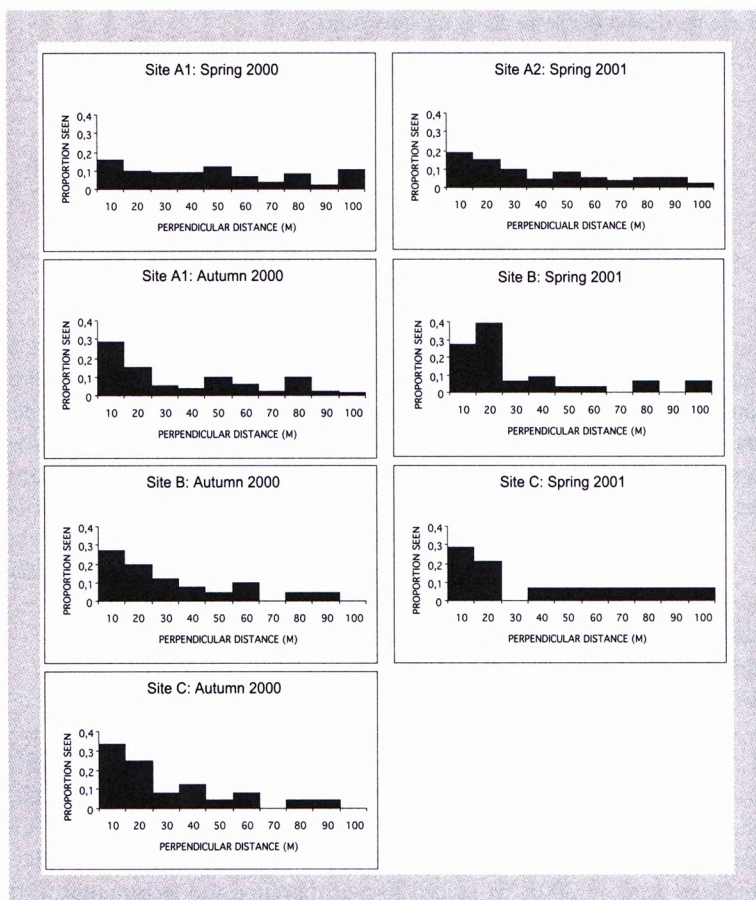 Site A1: Spring 2000
PROPORTION SEEN
0,4
0,3
0,2
0,1
0
10 20 30 40 50 60 70 80 90 100
PERPENDICULAR DISTANCE (M)
Site A2: Spring 2001
PROPORTION SEEN
0,4
0,3
0,2
0,1
0
10 20 30 40 50 60 70 80 90 100
PERPENDICUALR DISTANCE (M)
Site A1: Autumn 2000
PROPORTION SEEN
0,4
0,3
0,2
0,1
0
10 20 30 40 50 60 70 80 90 100
PERPENDICULAR DISTANCE (M)
Site B: Spring 2001
PROPORTION SEEN
0,4
0,3
0,2
0,1
0
10 20 30 40 50 60 70 80 90 100
PERPENDICULAR DISTANCE (M)
Site B: Autumn 2000
PROPORTION SEEN
0,4
0,3
0,2
0,1
0
10 20 30 40 50 60 70 80 90 100
PERPENDICULAR DISTANCE (M)
Site C: Spring 2001
PROPORTION SEEN
0,4
0,3
0,2
0,1
0
10 20 30 40 50 60 70 80 90 100
PERPENDICULAR DISTANCE (M)
Site C: Autumn 2000
PROPORTION SEEN
0,4
0,3
0,2
0,1
0
10 20 30 40 50 60 70 80 90 100
PERPENDICULAR DISTANCE (M)